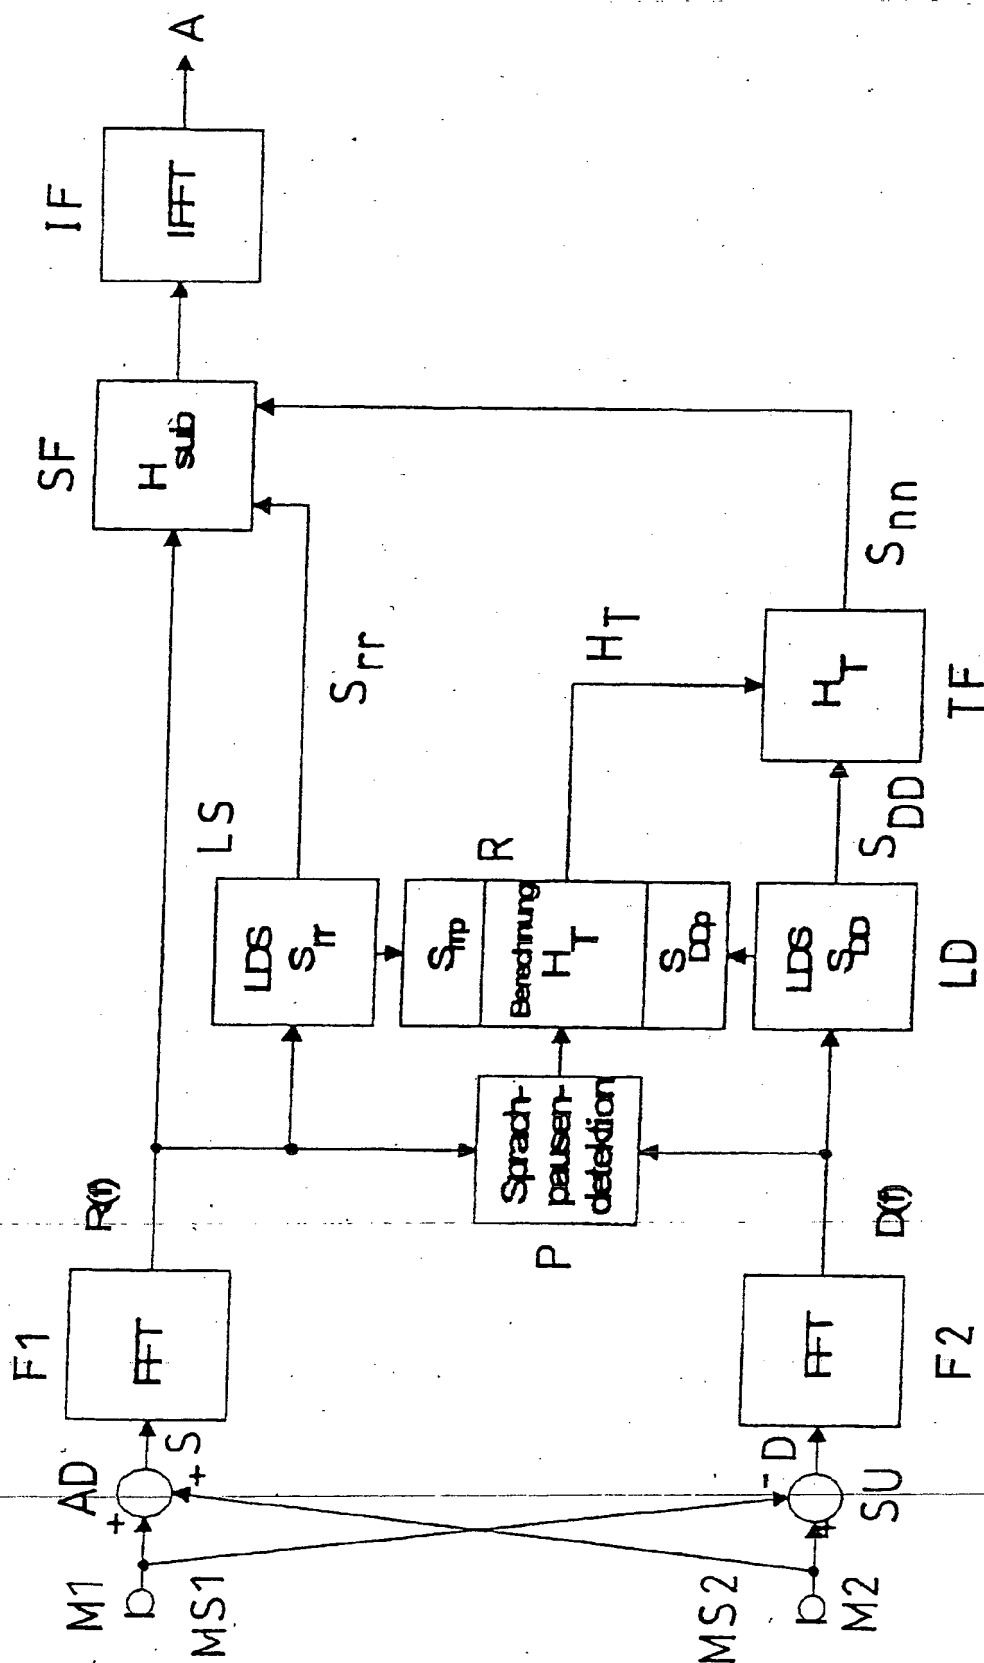 M1
MS1
AD
+
+
S
F1
FFT
R(f)
LS
LDS
Srr
Srr
SF
Hsub
IF
IFFT
A
P
Sprach-
pausen-
detektion
R
Srrp
Berechnung
HT
SDDp
HT
MS2
M2
-
+
D
SU
F2
FFT
D(f)
LDS
SDD
LD
SDD
HT
TF
Snn